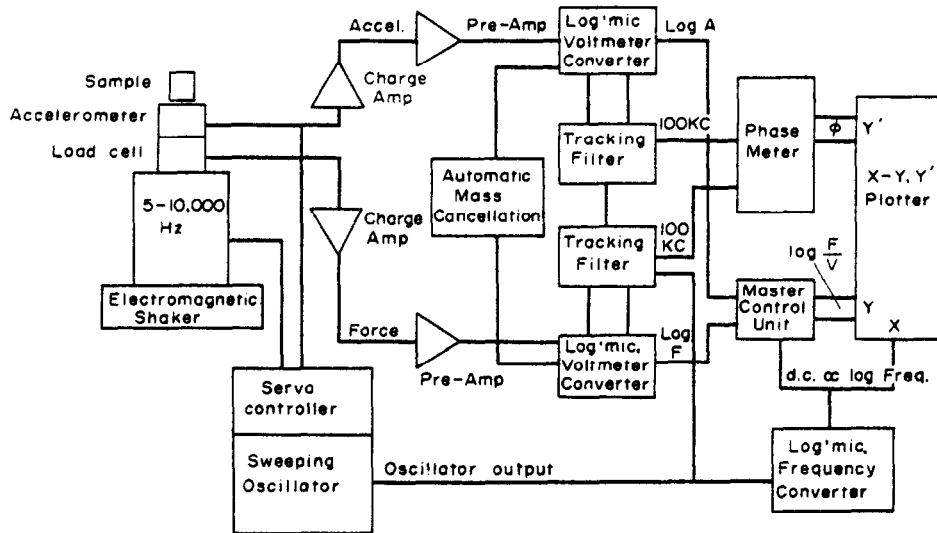 Sample
Accelerometer
Load cell
5-10,000
Hz
Electromagnetic
Shaker
Accel.
Charge
Amp
Pre-Amp
Log'mic
Voltmeter
Converter
Log A
Tracking
Filter
100KC
Phase
Meter
ϕ
Y'
X-Y, Y'
Plotter
Automatic
Mass
Cancellation
Charge
Amp
Tracking
Filter
100
KC
log F/V
Master
Control
Unit
Y
X
Force
Pre-Amp
Log'mic.
Voltmeter
Converter
Log
F
d.c. ∝ log Freq.
Servo
controller
Sweeping
Oscillator
Oscillator output
Log'mic.
Frequency
Converter